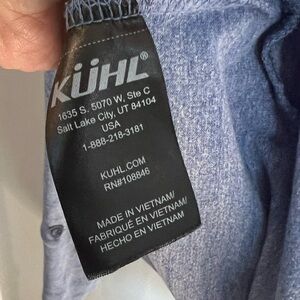 KÜHL®
1635 S. 5070 W, Ste C
Salt Lake City, UT 84104
USA
1-888-218-3181
KUHL.COM
RN#108846
MADE IN VIETNAM/
FABRIQUÉ EN VIETNAM/
HECHO EN VIETNAM